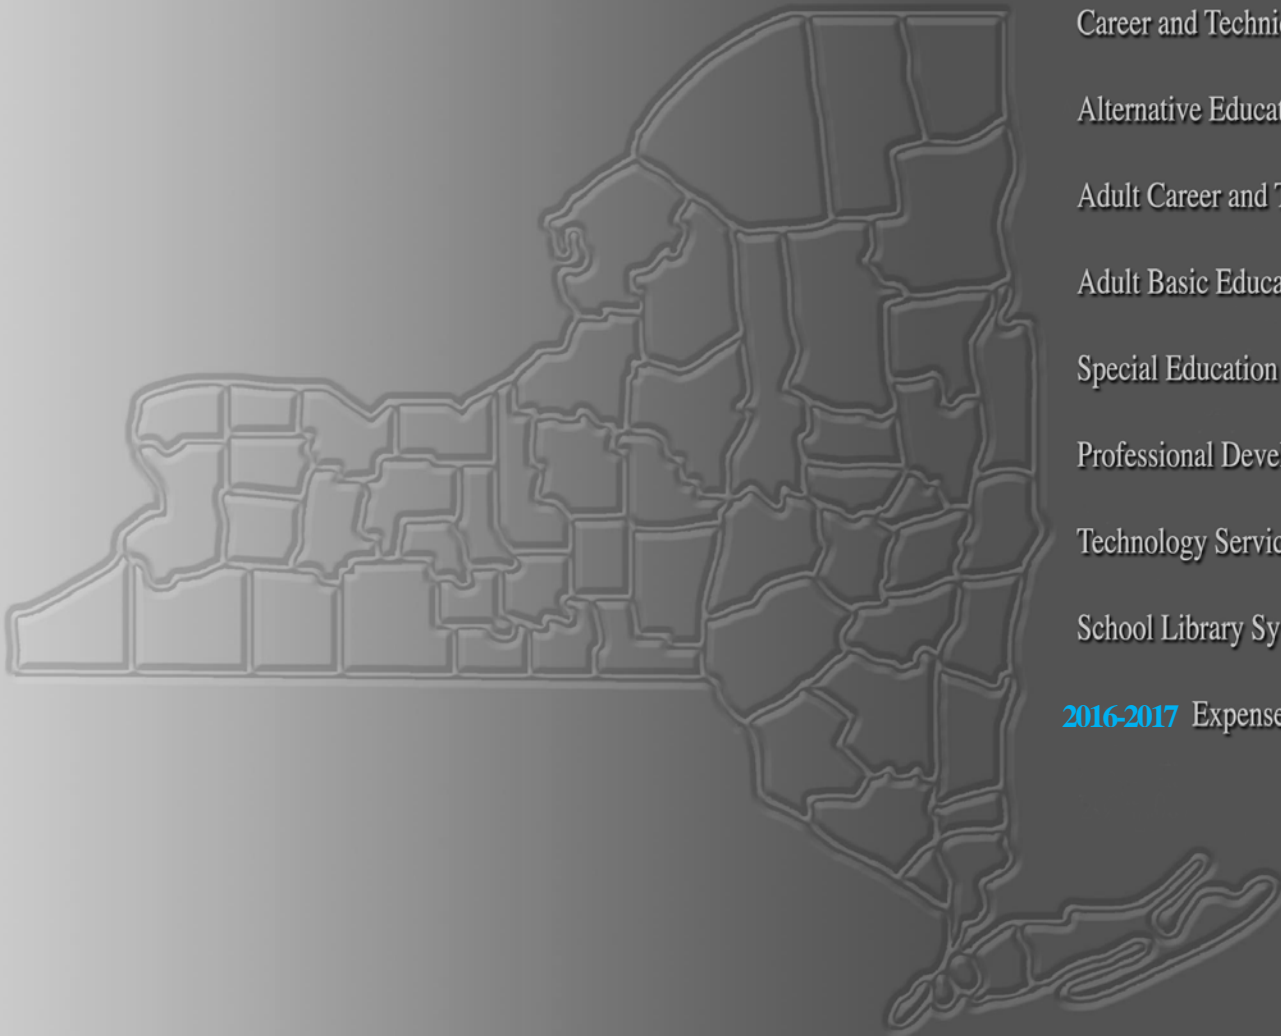 Career and Techni
Alternative Educat
Adult Career and T
Adult Basic Educa
Special Education
Professional Deve
Technology Servic
School Library Sy
2016-2017 Expense